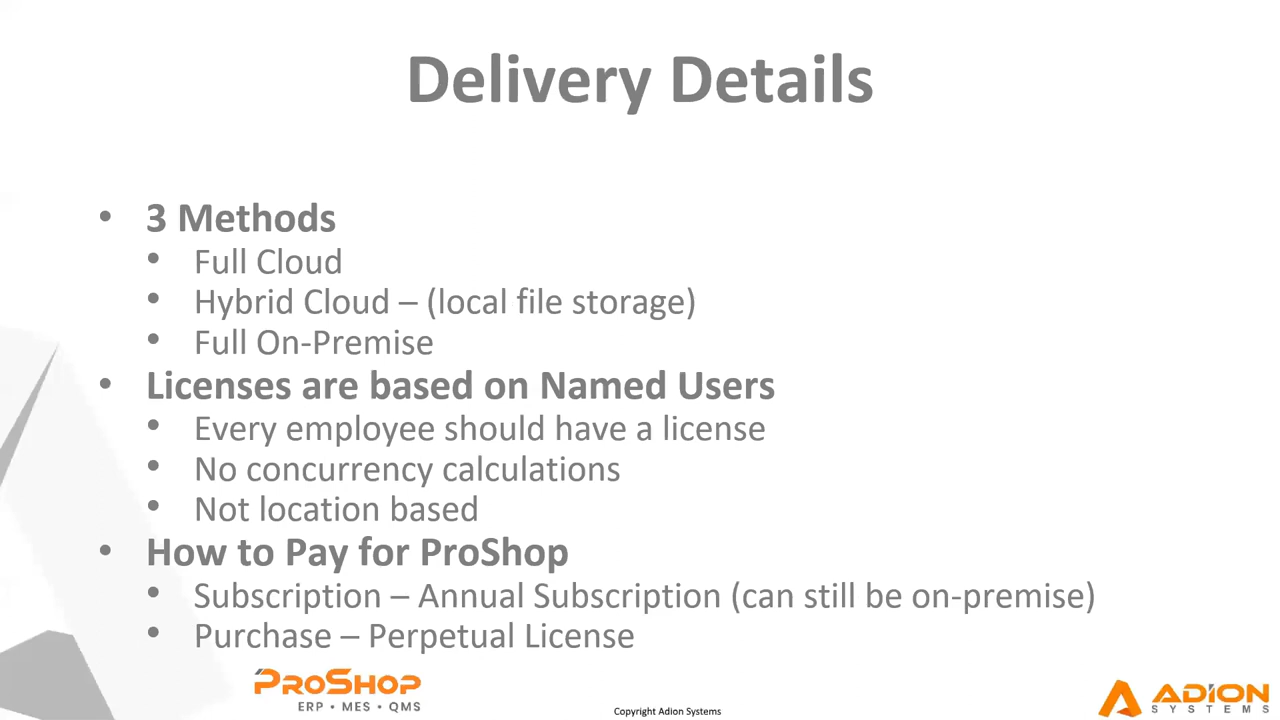 Delivery Details
• 3 Methods
• Full Cloud
• Hybrid Cloud – (local file storage)
• Full On-Premise
• Licenses are based on Named Users
• Every employee should have a license
• No concurrency calculations
• Not location based
• How to Pay for ProShop
• Subscription – Annual Subscription (can still be on-premise)
• Purchase – Perpetual License
PROSHOP
ERP • MES • QMS
Copyright Adion Systems
ADION
SYSTEMS